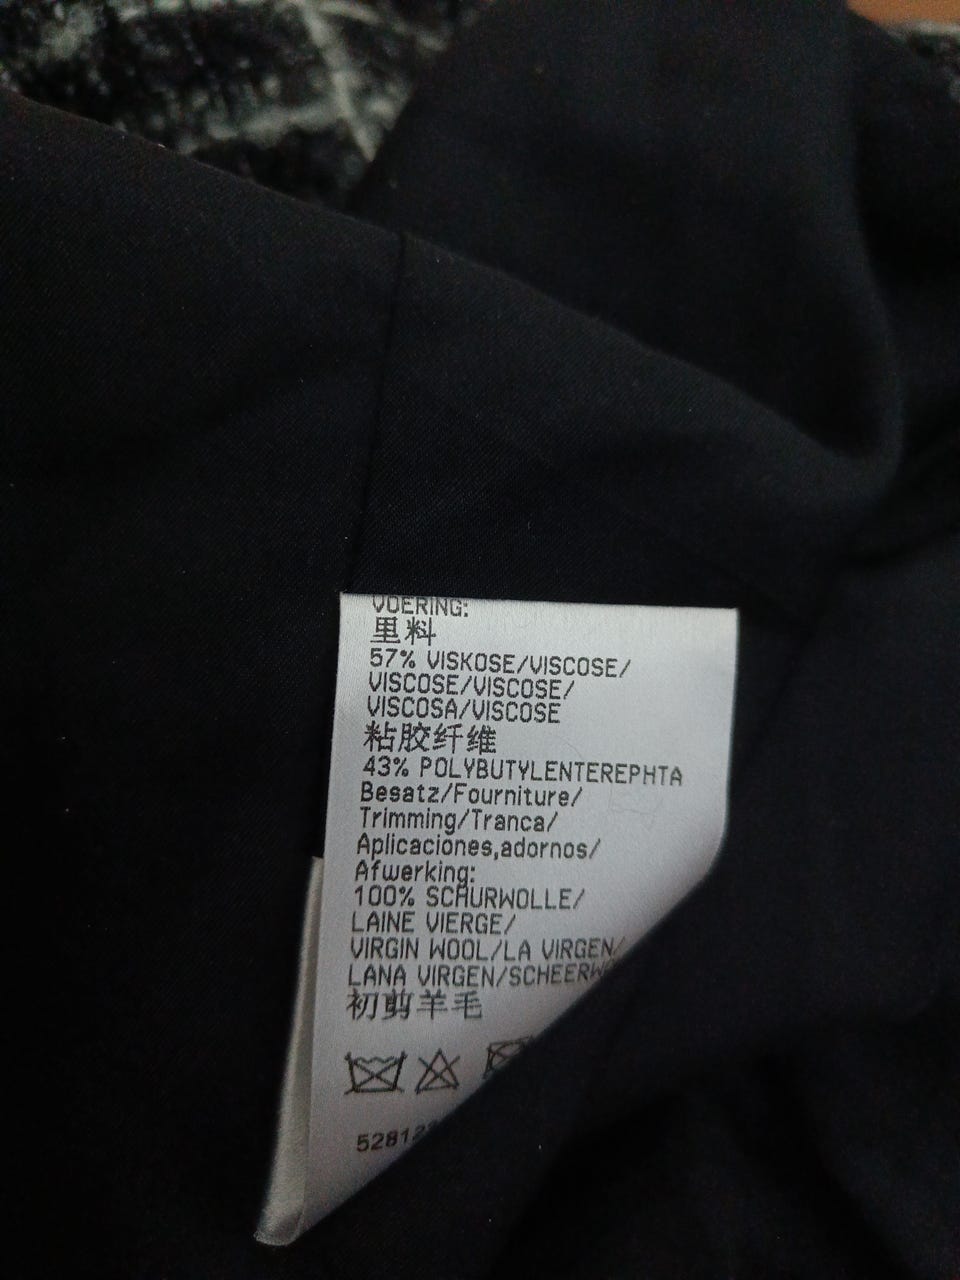 VOERING:
里料
57% VISKOSE/VISCOSE/
VISCOSE/VISCOSE/
VISCOSA/VISCOSE
粘胶纤维
43% POLYBUTYLENTEREPHTA
Besatz/Fourniture/
Trimming/Tranca/
Aplicaciones,adornos/
Afwerking:
100% SCHURWOLLE/
LAINE VIERGE/
VIRGIN WOOL/LA VIRGEN/
LANA VIRGEN/
初剪羊毛